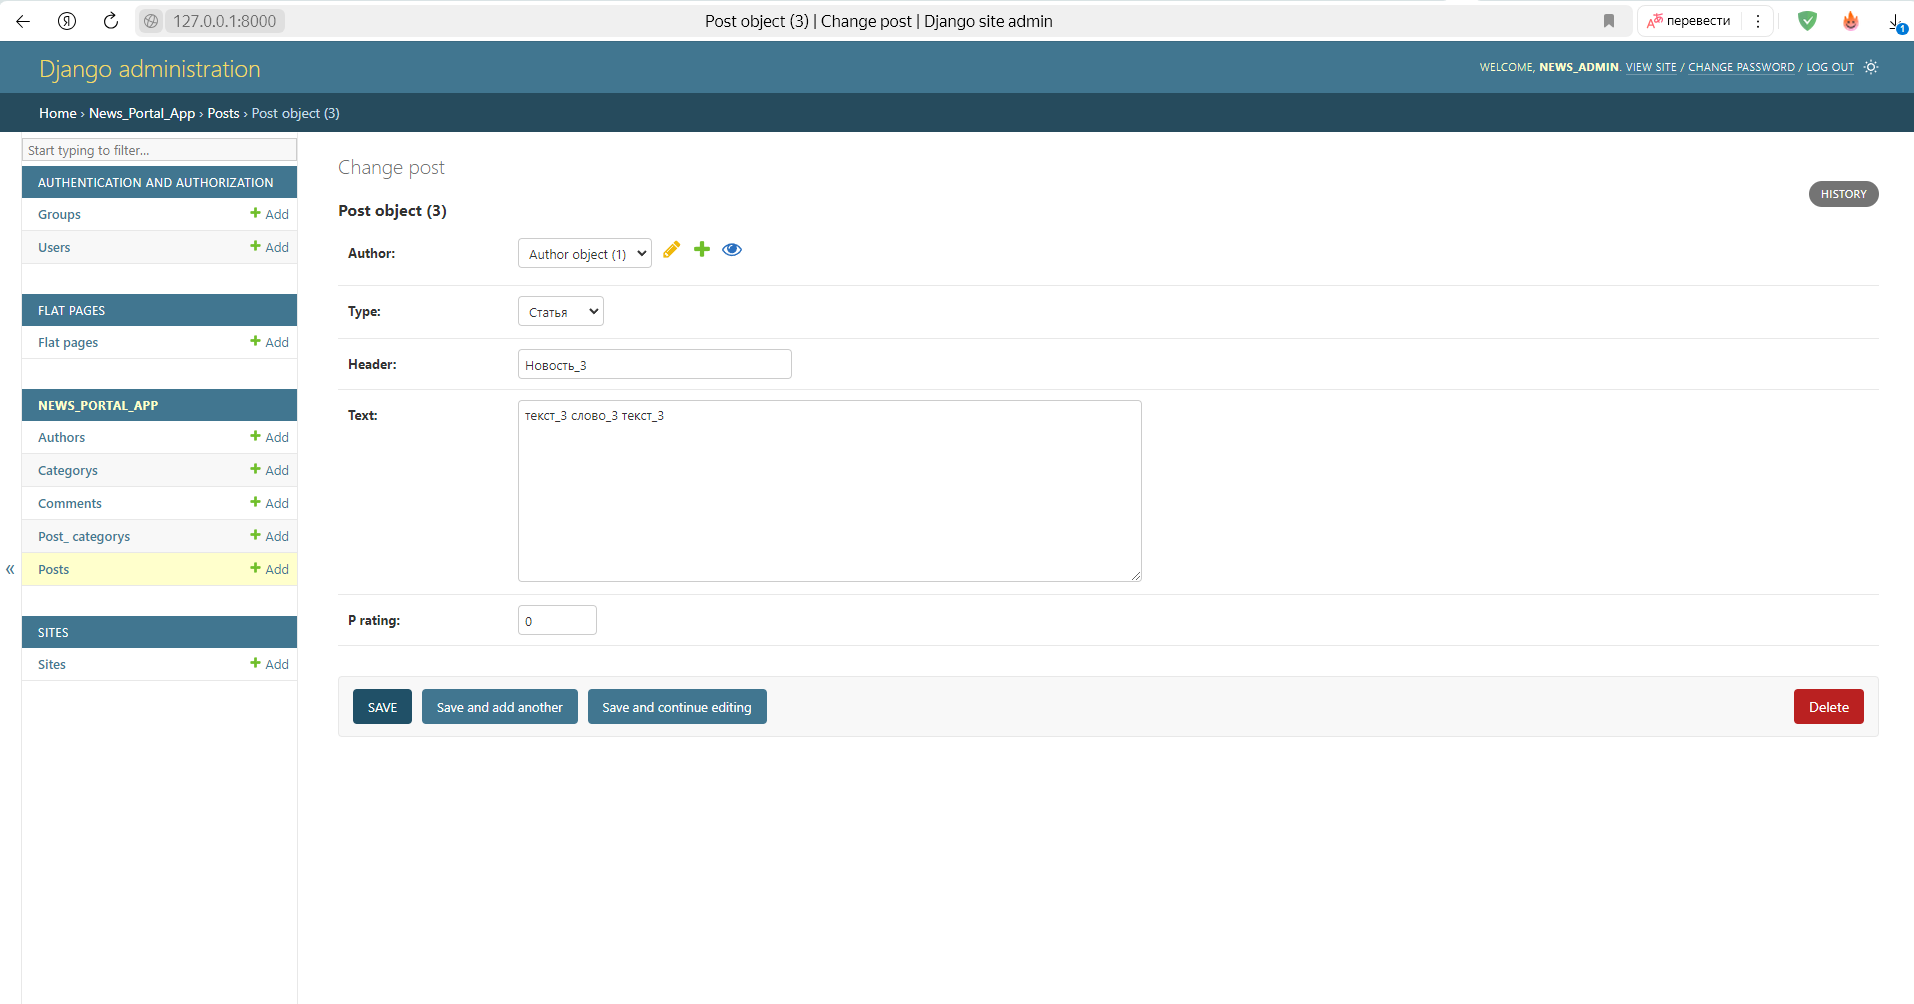 Я
127.0.0.1:8000
Post object (3) | Change post | Django site admin
перевести
1
Django administration
WELCOME, NEWS_ADMIN. VIEW SITE / CHANGE PASSWORD / LOG OUT
Home › News_Portal_App › Posts › Post object (3)
Start typing to filter...
AUTHENTICATION AND AUTHORIZATION
Groups + Add
Users + Add
FLAT PAGES
Flat pages + Add
NEWS_PORTAL_APP
Authors + Add
Categorys + Add
Comments + Add
Post_ categorys + Add
Posts + Add
«
SITES
Sites + Add
Change post
HISTORY
Post object (3)
Author: Author object (1)
Type: Статья
Header: Новость_3
Text: текст_3 слово_3 текст_3
P rating: 0
SAVE Save and add another Save and continue editing Delete